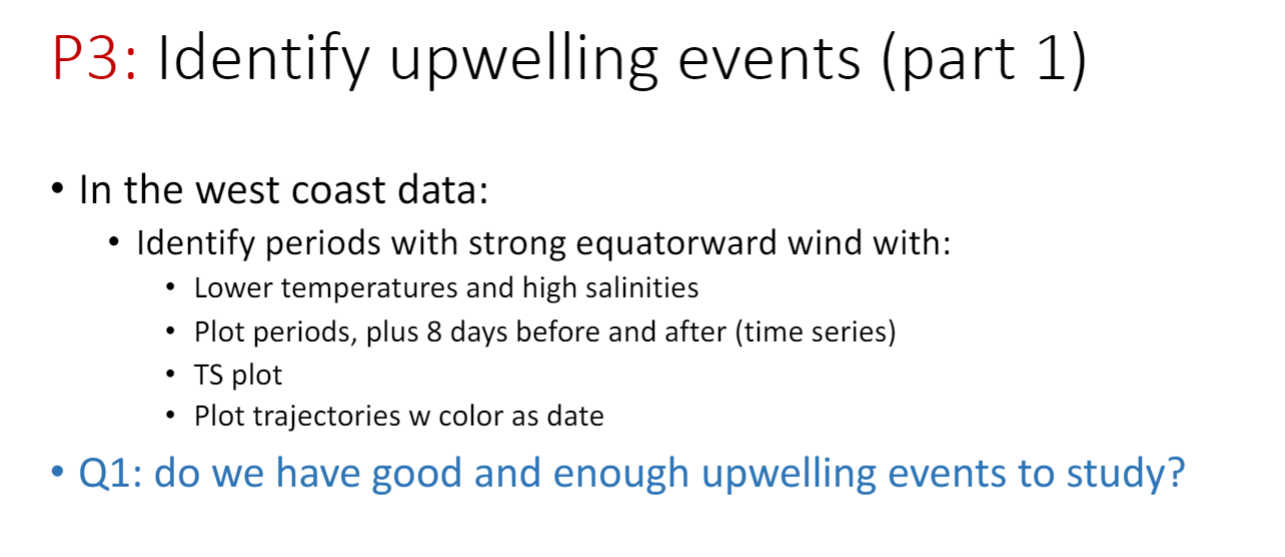 P3: Identify upwelling events (part 1)
• In the west coast data:
• Identify periods with strong equatorward wind with:
• Lower temperatures and high salinities
• Plot periods, plus 8 days before and after (time series)
• TS plot
• Plot trajectories w color as date
• Q1: do we have good and enough upwelling events to study?